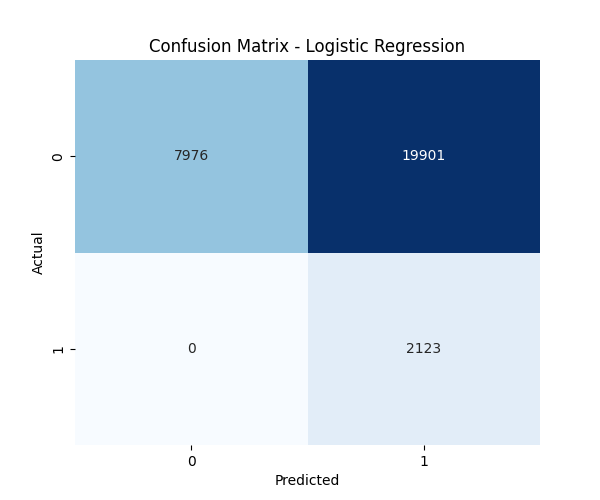 Confusion Matrix - Logistic Regression
Actual
0
7976
19901
1
0
2123
0
1
Predicted